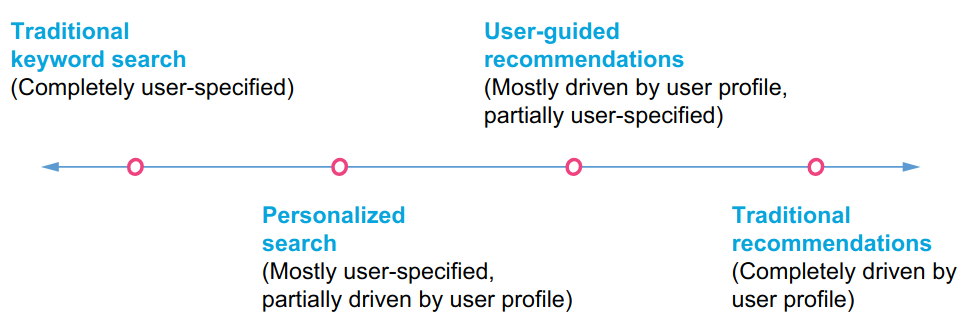 Traditional
keyword search
(Completely user-specified)
User-guided
recommendations
(Mostly driven by user profile,
partially user-specified)
Personalized
search
(Mostly user-specified,
partially driven by user profile)
Traditional
recommendations
(Completely driven by
user profile)